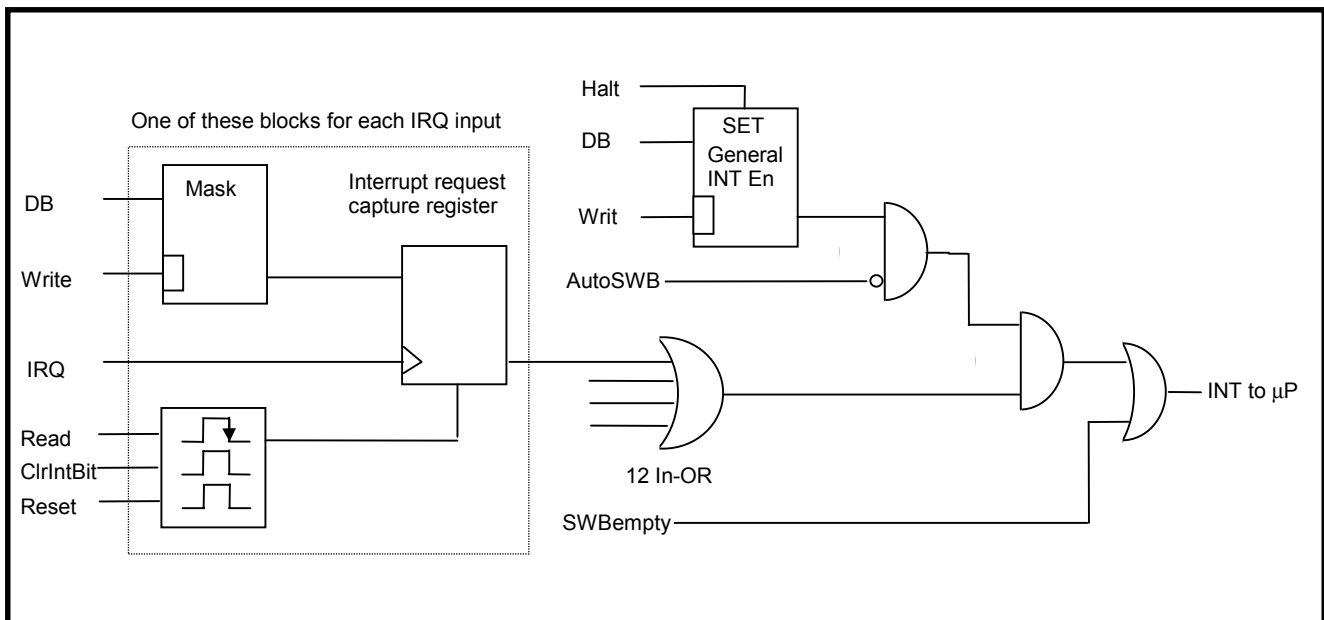 Halt
One of these blocks for each IRQ input
SET
General
INT En
DB
Writ
Mask
Interrupt request
capture register
DB
Write
AutoSWB
IRQ
INT to µP
Read
ClrIntBit
Reset
12 In-OR
SWBempty